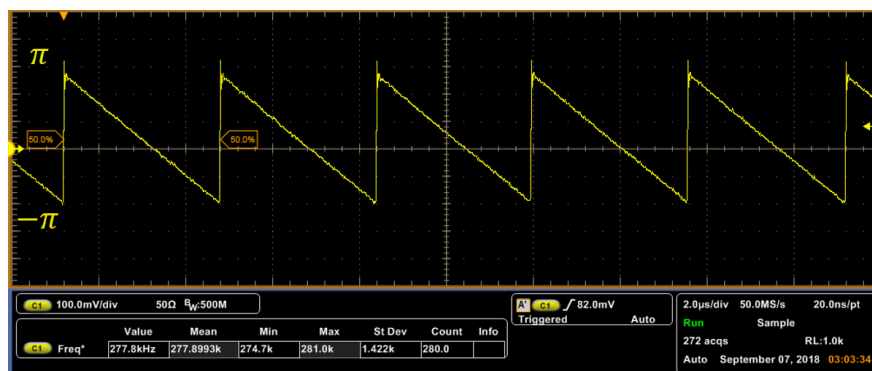 π
50.0% 50.0%
−π
C1 100.0mV/div 50Ω BW:500M
A' C1 82.0mV
Triggered Auto
2.0µs/div 50.0MS/s 20.0ns/pt
Run Sample
272 acqs RL:1.0k
Auto September 07, 2018 03:03:34
Value Mean Min Max St Dev Count Info
C1 Freq* 277.8kHz 277.8993k 274.7k 281.0k 1.422k 280.0